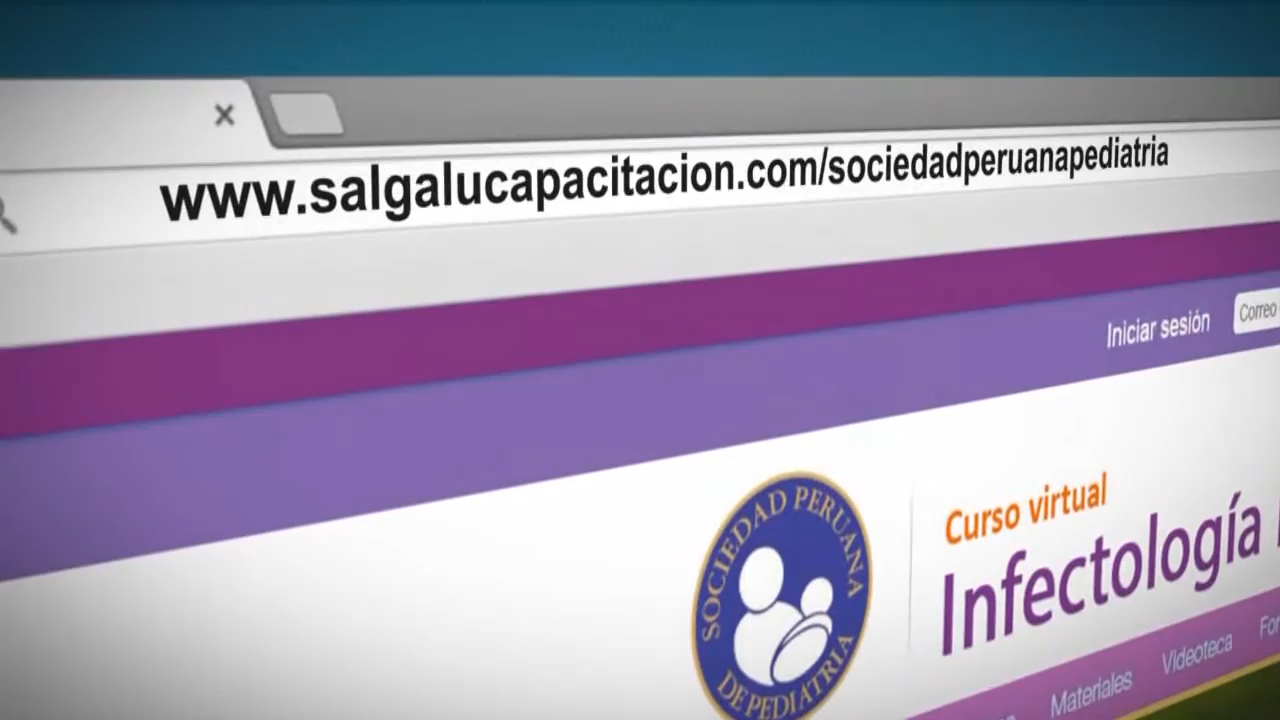 www.salgalucapacitacion.com/sociedadperuanapediatria
Iniciar sesión
Correo
SOCIEDAD PERUANA
DE PEDIATRIA
Curso virtual
Infectología
Materiales
Videoteca